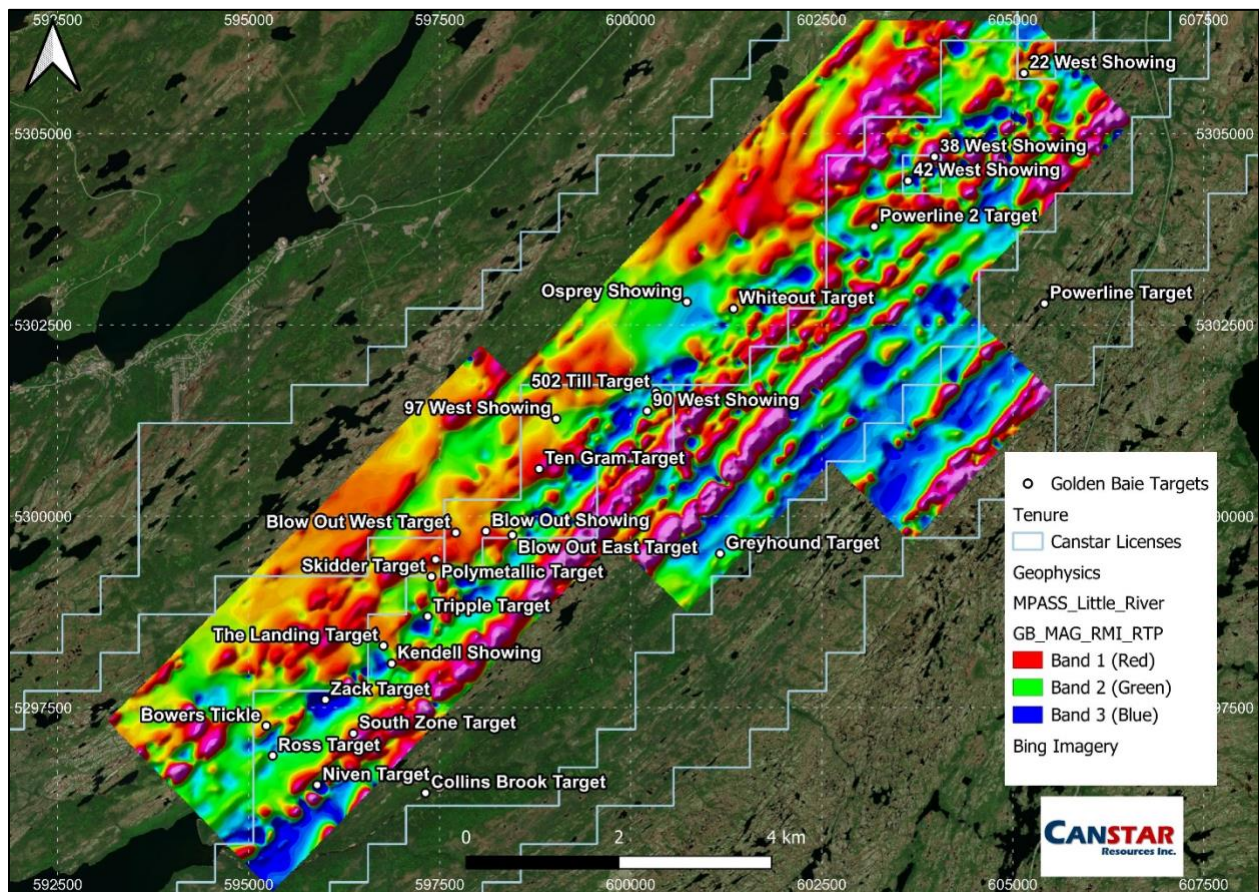 592500 595000 597500 600000 602500 605000 607500
22 West Showing
5305000
5305000
38 West Showing
42 West Showing
Powerline 2 Target
Osprey Showing
Whiteout Target
Powerline Target
5302500
5302500
502 Till Target
97 West Showing
90 West Showing
Ten Gram Target
5300000
Blow Out West Target
Blow Out Showing
Blow Out East Target
Greyhound Target
Skidder Target
Polymetallic Target
Tripple Target
The Landing Target
Kendell Showing
Zack Target
5297500
Bowers Tickle
South Zone Target
Ross Target
Niven Target
Collins Brook Target
Golden Baie Targets
Tenure
Canstar Licenses
Geophysics
MPASS_Little_River
GB_MAG_RMI_RTP
Band 1 (Red)
Band 2 (Green)
Band 3 (Blue)
Bing Imagery
0 2 4 km
CANSTAR
Resources Inc.
592500 595000 597500 600000 602500 605000 607500